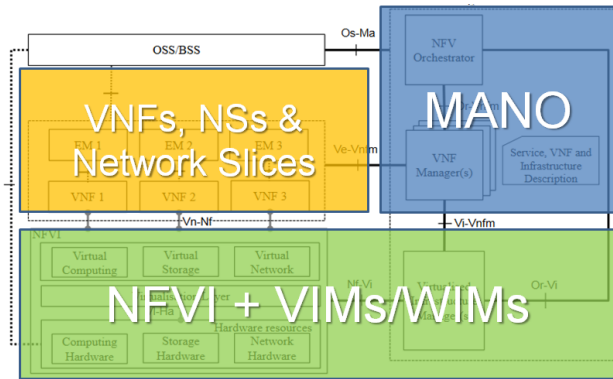 Os-Ma
OSS/BSS
NFV
Orchestrator
VNFs, NSs &
Network Slices
MANO
EM 1
EM 2
EM 3
Ve-Vnfm
VNF
Manager(s)
Service, VNF and
Infrastructure
Description
VNF 1
VNF 2
VNF 3
Vn-Nf
Vi-Vnfm
NFVI
Virtual
Computing
Virtual
Storage
Virtual
Network
Nf-Vi
Or-Vi
NFVI + VIMs/WIMs
Hardware resources
Computing
Hardware
Storage
Hardware
Network
Hardware